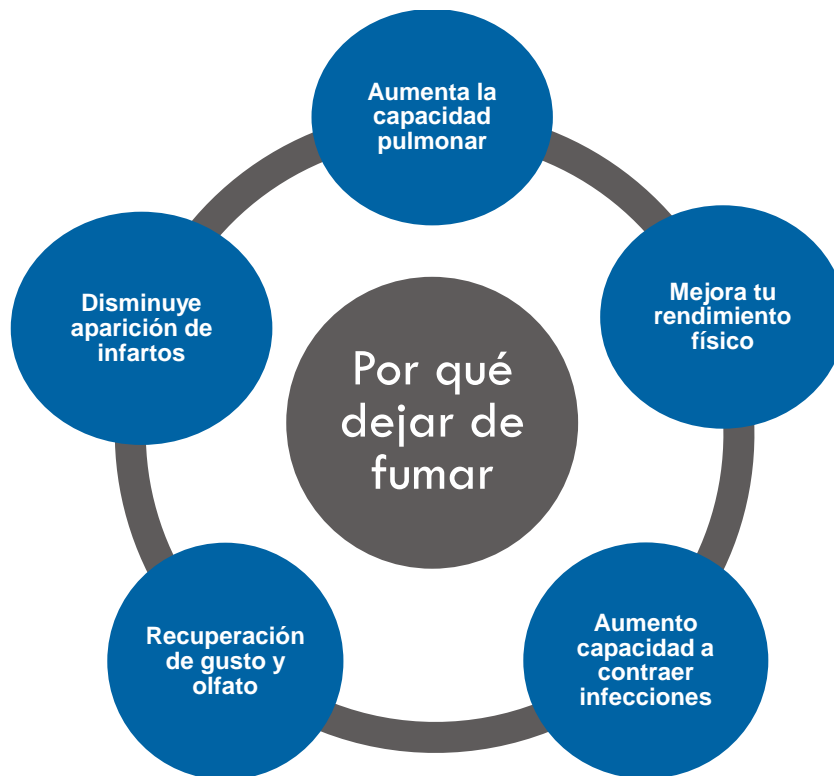 Aumenta la
capacidad
pulmonar
Mejora tu
rendimiento
físico
Disminuye
aparición de
infartos
Por qué
dejar de
fumar
Recuperación
de gusto y
olfato
Aumento
capacidad a
contraer
infecciones